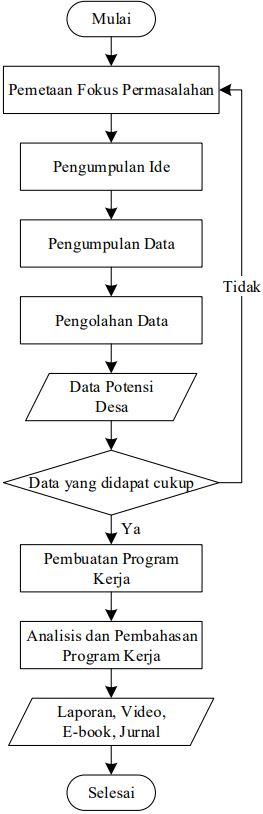 Mulai
Pemetaan Fokus Permasalahan
Pengumpulan Ide
Pengumpulan Data
Tidak
Pengolahan Data
Data Potensi
Desa
Data yang didapat cukup
Ya
Pembuatan Program
Kerja
Analisis dan Pembahasan
Program Kerja
Laporan, Video,
E-book, Jurnal
Selesai